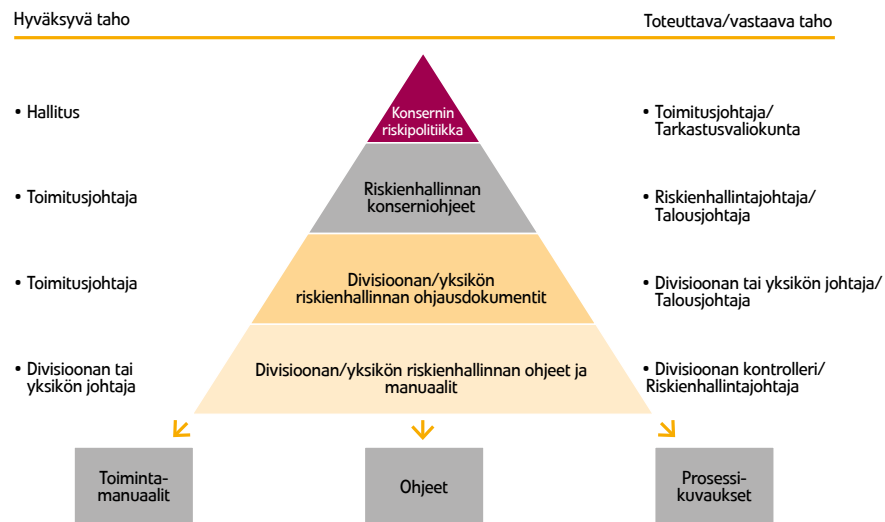 Hyväksyvä taho
Toteuttava/vastaava taho
• Hallitus
Konsernin
riskipolitiikka
• Toimitusjohtaja/
Tarkastusvaliokunta
• Toimitusjohtaja
Riskienhallinnan
konserniohjeet
• Riskienhallintajohtaja/
Talousjohtaja
• Toimitusjohtaja
Divisioonan/yksikön
riskienhallinnan ohjausdokumentit
• Divisioonan tai yksikön johtaja/
Talousjohtaja
• Divisioonan tai
yksikön johtaja
Divisioonan/yksikön riskienhallinnan ohjeet ja
manuaalit
• Divisioonan kontrolleri/
Riskienhallintajohtaja
Toiminta-
manuaalit
Ohjeet
Prosessi-
kuvaukset